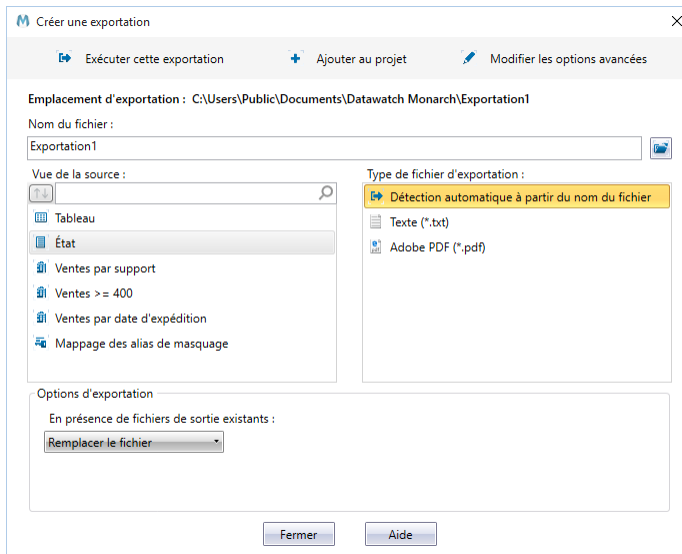 Créer une exportation
Exécuter cette exportation
Ajouter au projet
Modifier les options avancées
Emplacement d'exportation : C:\Users\Public\Documents\Datawatch Monarch\Exportation1
Nom du fichier :
Exportation1
Vue de la source :
Tableau
État
Ventes par support
Ventes >= 400
Ventes par date d'expédition
Mappage des alias de masquage
Type de fichier d'exportation :
Détection automatique à partir du nom du fichier
Texte (*.txt)
Adobe PDF (*.pdf)
Options d'exportation
En présence de fichiers de sortie existants :
Remplacer le fichier
Fermer
Aide